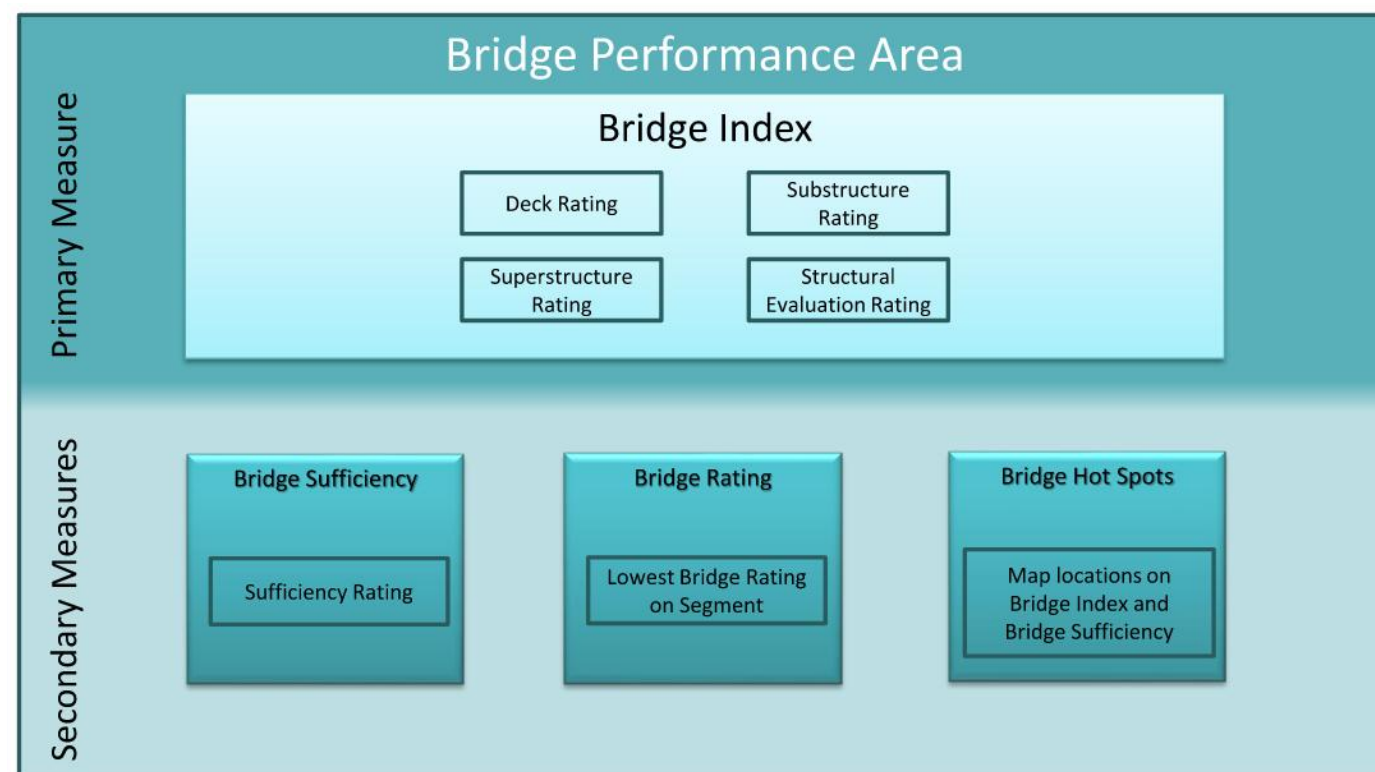 Bridge Performance Area
Primary Measure
Bridge Index
Deck Rating
Substructure
Rating
Superstructure
Rating
Structural
Evaluation Rating
Secondary Measures
Bridge Sufficiency
Sufficiency Rating
Bridge Rating
Lowest Bridge Rating
on Segment
Bridge Hot Spots
Map locations on
Bridge Index and
Bridge Sufficiency